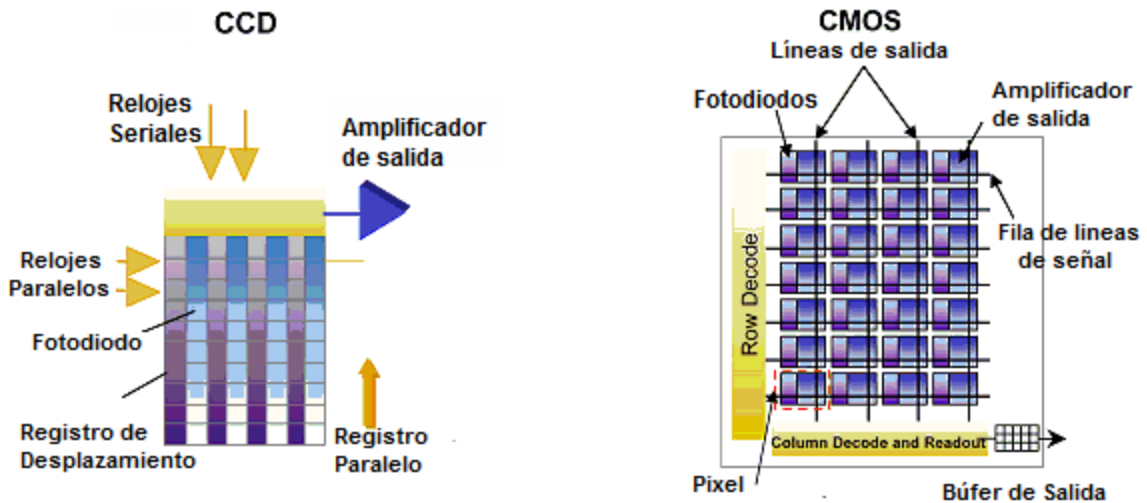 CCD
Relojes
Seriales
Amplificador
de salida
Relojes
Paralelos
Fotodiodo
Registro de
Desplazamiento
Registro
Paralelo
CMOS
Líneas de salida
Fotodiodos
Amplificador
de salida
Row Decode
Fila de lineas
de señal
Column Decode and Readout
Pixel
Búfer de Salida